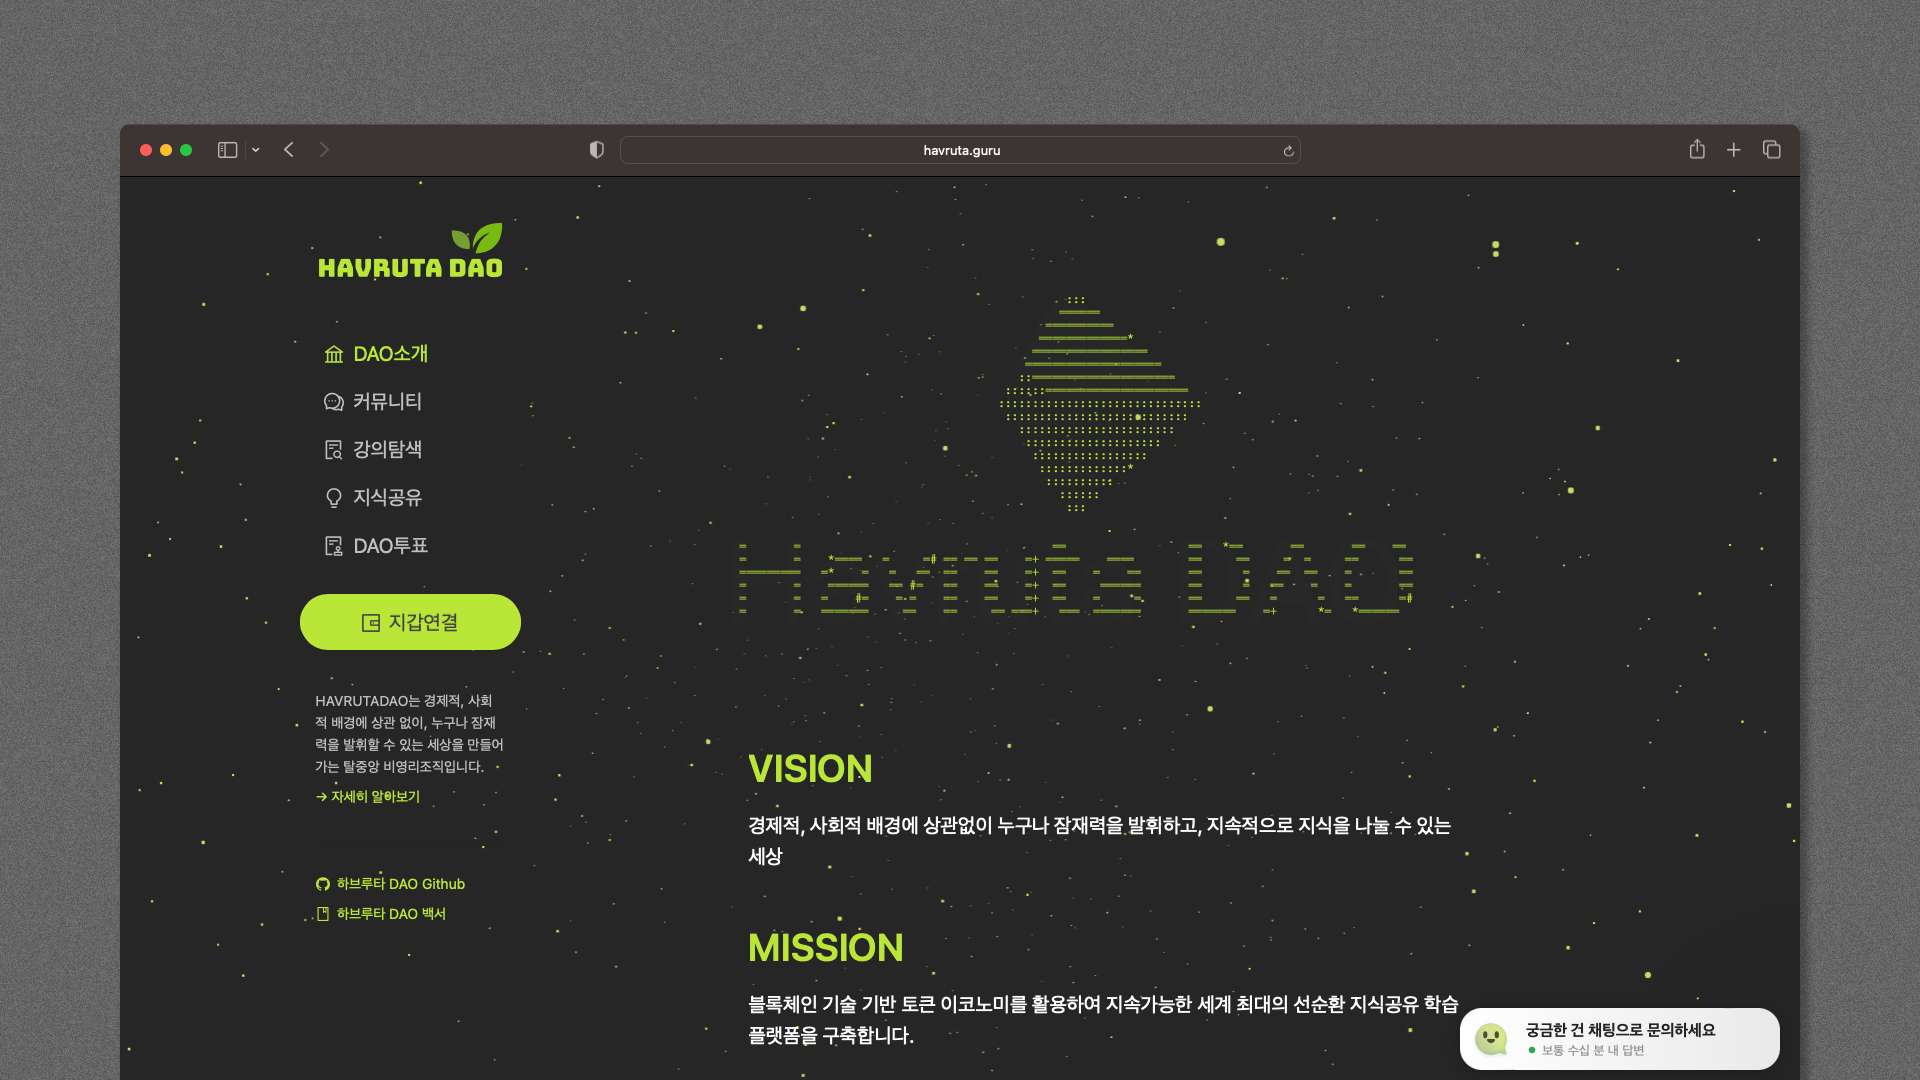 havruta.guru
HAVRUTA DAO
DAO소개
커뮤니티
강의탐색
지식공유
DAO투표
지갑연결
HAVRUTADAO는 경제적, 사회
적 배경에 상관 없이, 누구나 잠재
력을 발휘할 수 있는 세상을 만들어
가는 탈중앙 비영리조직입니다.
→ 자세히 알아보기
하브루타 DAO Github
하브루타 DAO 백서
Havruta DAO
VISION
경제적, 사회적 배경에 상관없이 누구나 잠재력을 발휘하고, 지속적으로 지식을 나눌 수 있는
세상
MISSION
블록체인 기술 기반 토큰 이코노미를 활용하여 지속가능한 세계 최대의 선순환 지식공유 학습
플랫폼을 구축합니다.
궁금한 건 채팅으로 문의하세요
보통 수십 분 내 답변